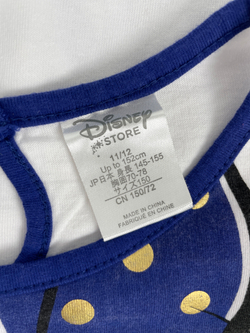 Disney
STORE
11/12
Up to 152cm
JP日本 身長 145-155
胸囲70-78
サイズ150
CN 150/72
MADE IN CHINA
FABRIQUÉ EN CHINE